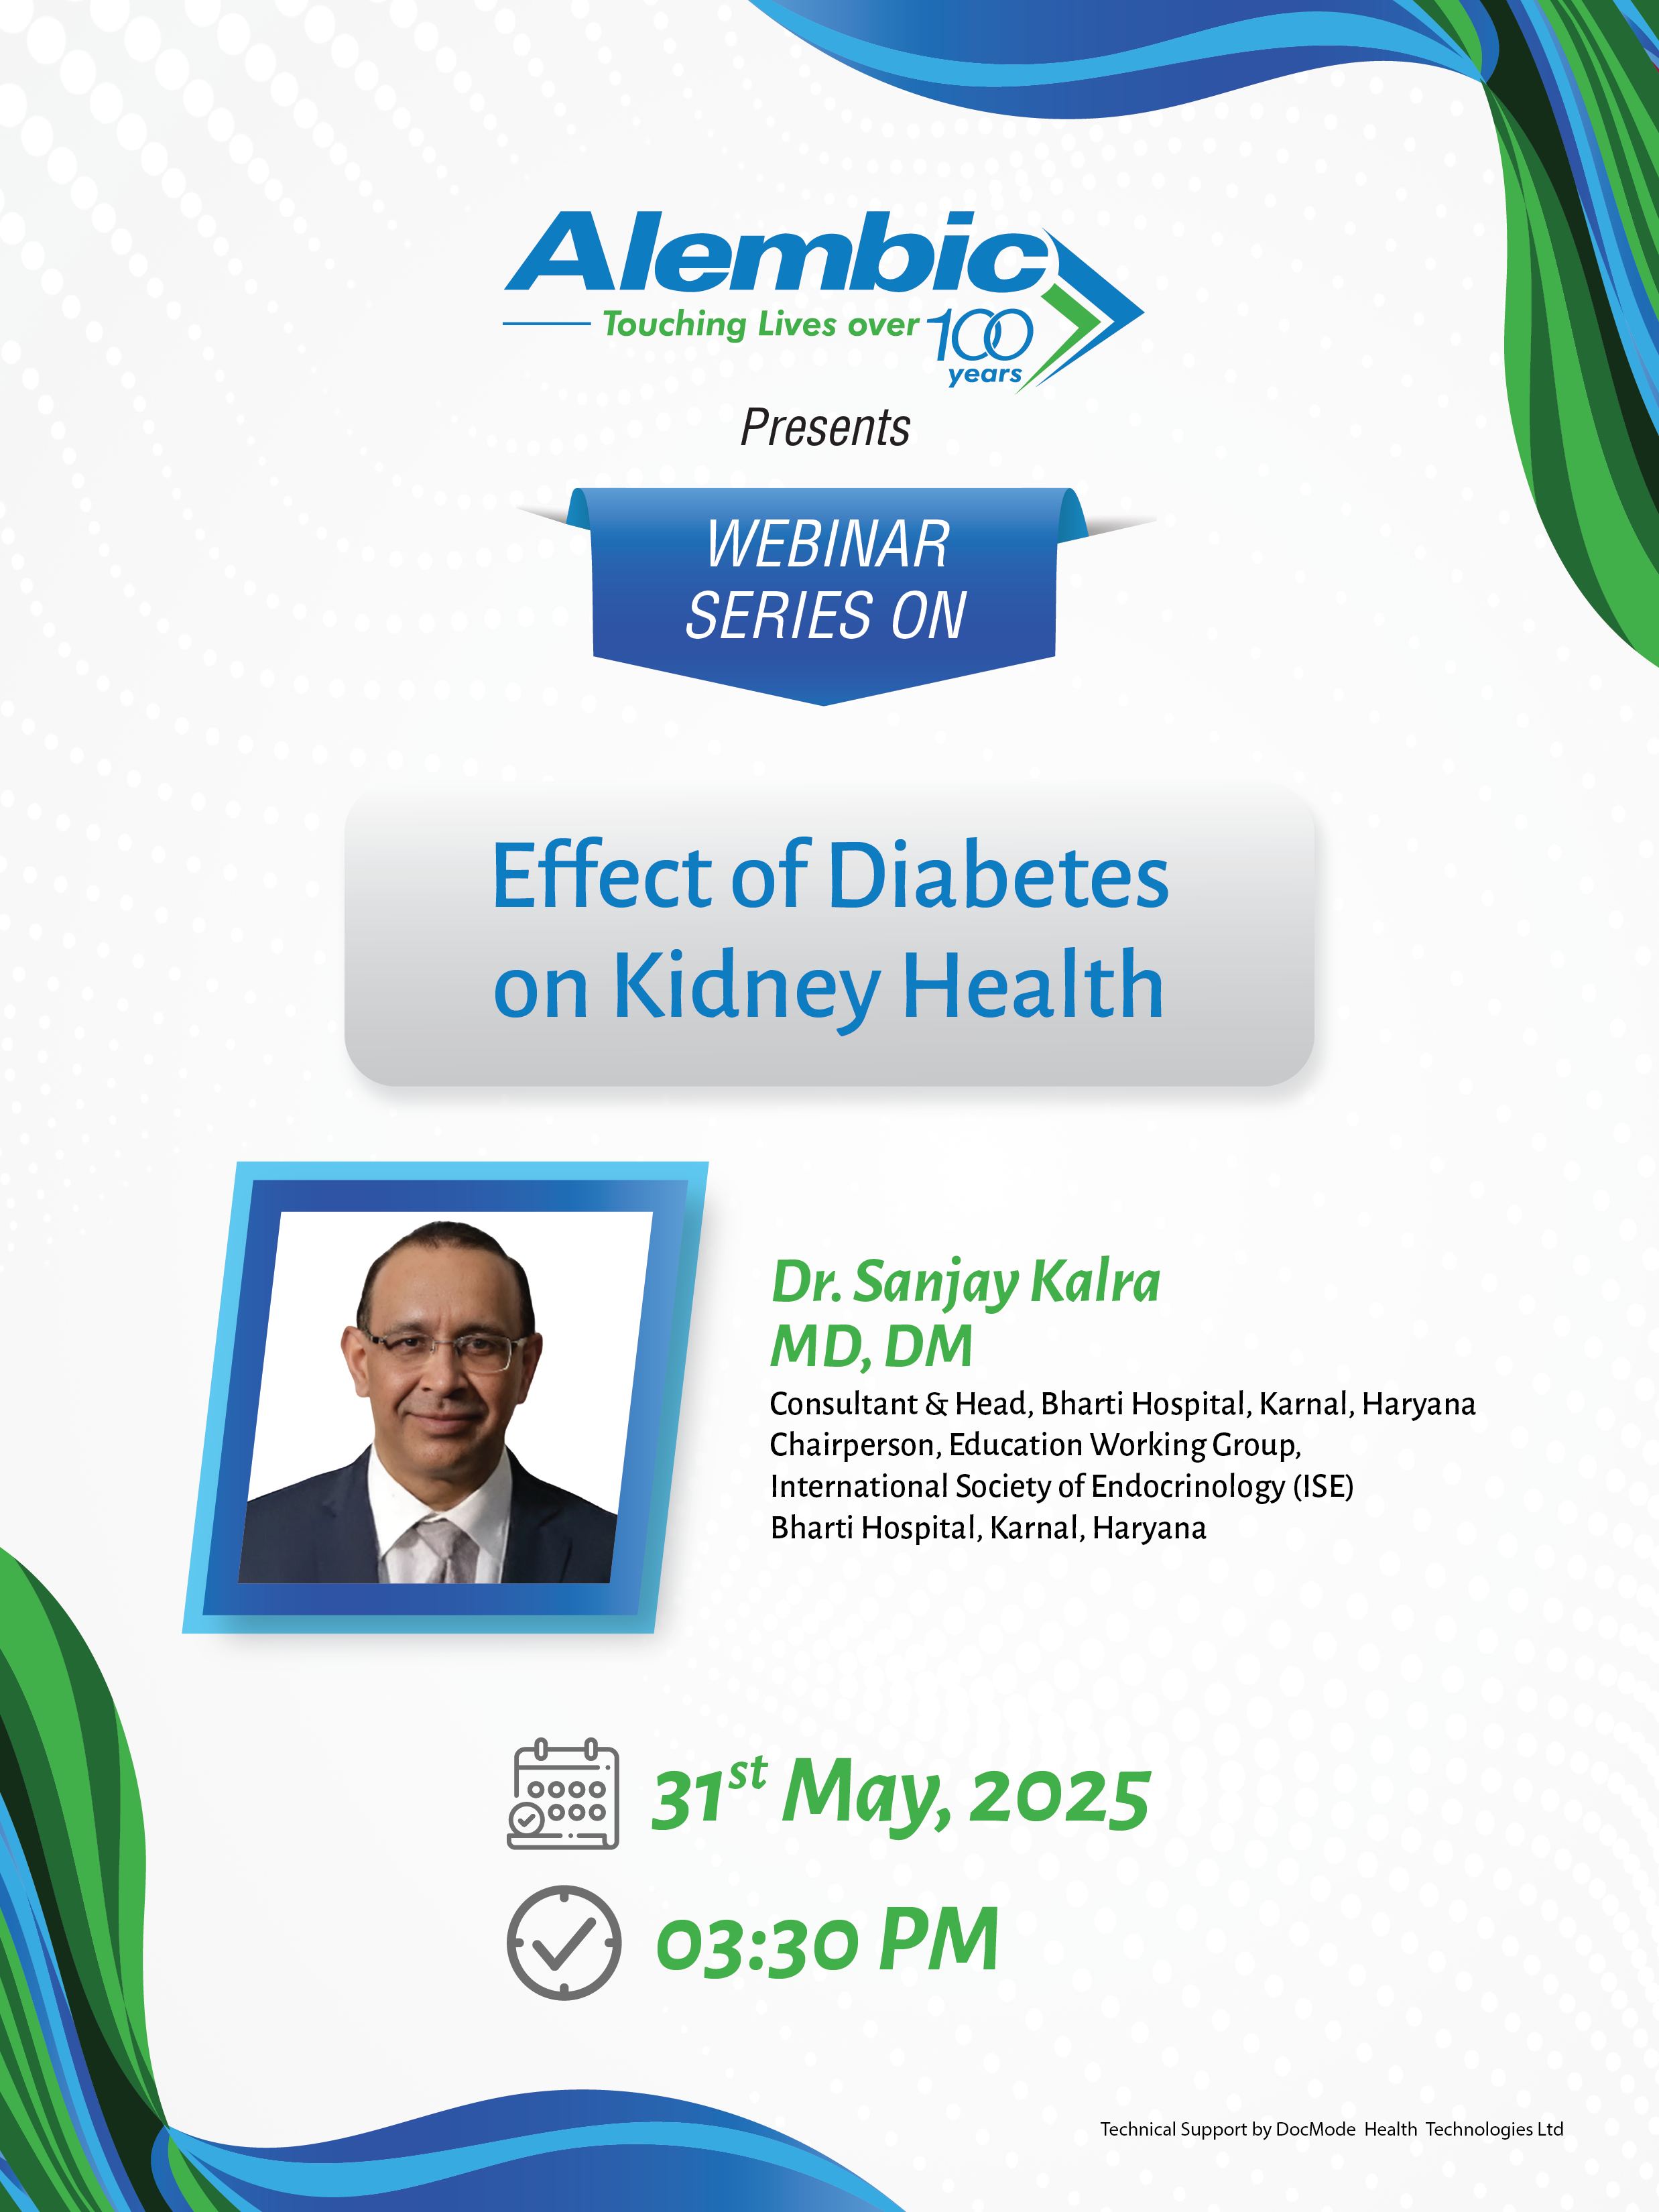 Alembic
Touching Lives over 100
years
Presents
WEBINAR
SERIES ON
Effect of Diabetes
on Kidney Health
Dr. Sanjay Kalra
MD, DM
Consultant & Head, Bharti Hospital, Karnal, Haryana
Chairperson, Education Working Group,
International Society of Endocrinology (ISE)
Bharti Hospital, Karnal, Haryana
31st May, 2025
03:30 PM
Technical Support by DocMode Health Technologies Ltd